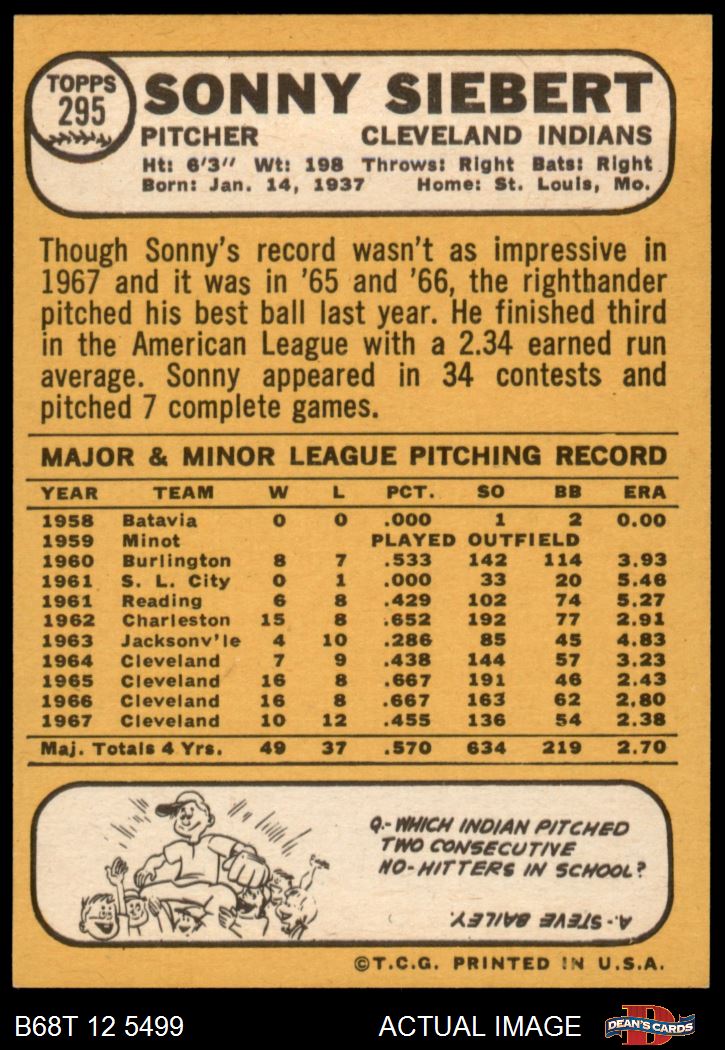 TOPPS
295
SONNY SIEBERT
PITCHER CLEVELAND INDIANS
Ht: 6'3" Wt: 198 Throws: Right Bats: Right
Born: Jan. 14, 1937 Home: St. Louis, Mo.
Though Sonny's record wasn't as impressive in
1967 and it was in '65 and '66, the righthander
pitched his best ball last year. He finished third
in the American League with a 2.34 earned run
average. Sonny appeared in 34 contests and
pitched 7 complete games.
MAJOR & MINOR LEAGUE PITCHING RECORD
YEAR TEAM W L PCT. SO BB ERA
1958 Batavia 0 0 .000 1 2 0.00
1959 Minot PLAYED OUTFIELD
1960 Burlington 8 7 .533 142 114 3.93
1961 S. L. City 0 1 .000 33 20 5.46
1961 Reading 6 8 .429 102 74 5.27
1962 Charleston 15 8 .652 192 77 2.91
1963 Jacksonv'le 4 10 .286 85 45 4.83
1964 Cleveland 7 9 .438 144 57 3.23
1965 Cleveland 16 8 .667 191 46 2.43
1966 Cleveland 16 8 .667 163 62 2.80
1967 Cleveland 10 12 .455 136 54 2.38
Maj. Totals 4 Yrs. 49 37 .570 634 219 2.70
Q.- WHICH INDIAN PITCHED
TWO CONSECUTIVE
NO-HITTERS IN SCHOOL?
A.- STEVE BAILEY.
©T.C.G. PRINTED IN U.S.A.
B68T 12 5499 ACTUAL IMAGE
DEAN'S CARDS